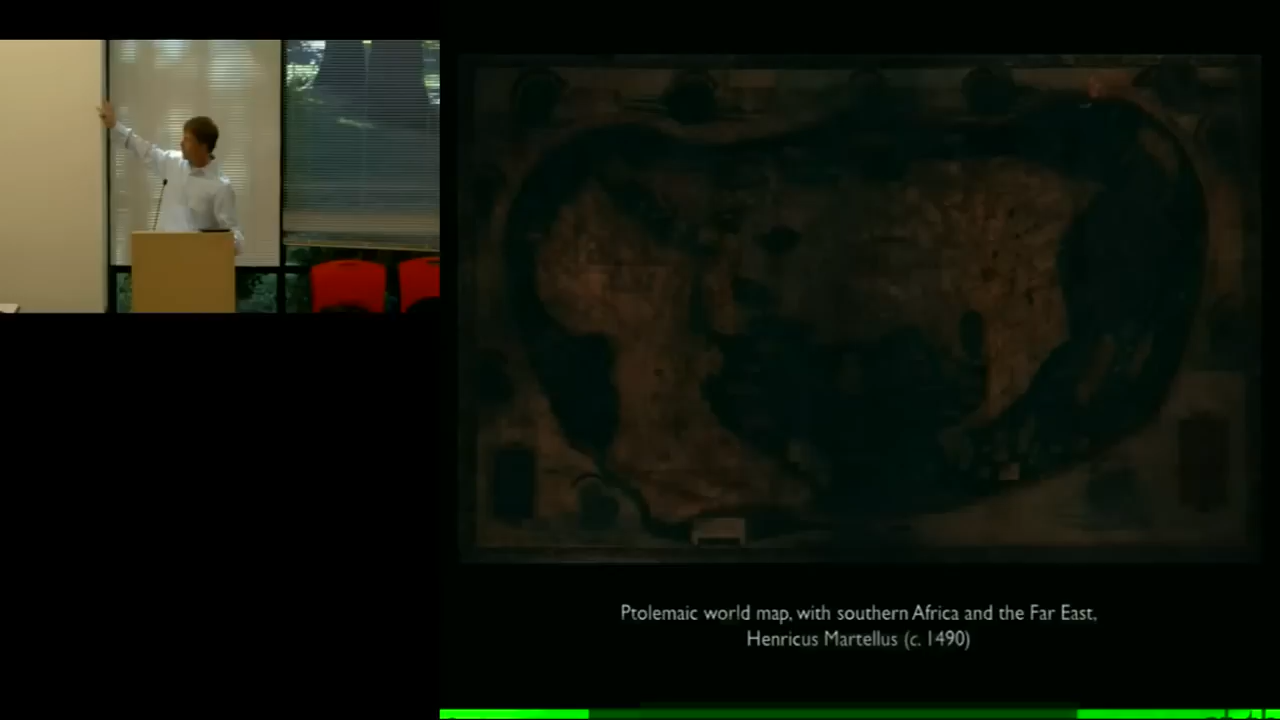 Ptolemaic world map, with southern Africa and the Far East,
Henricus Martellus (c. 1490)